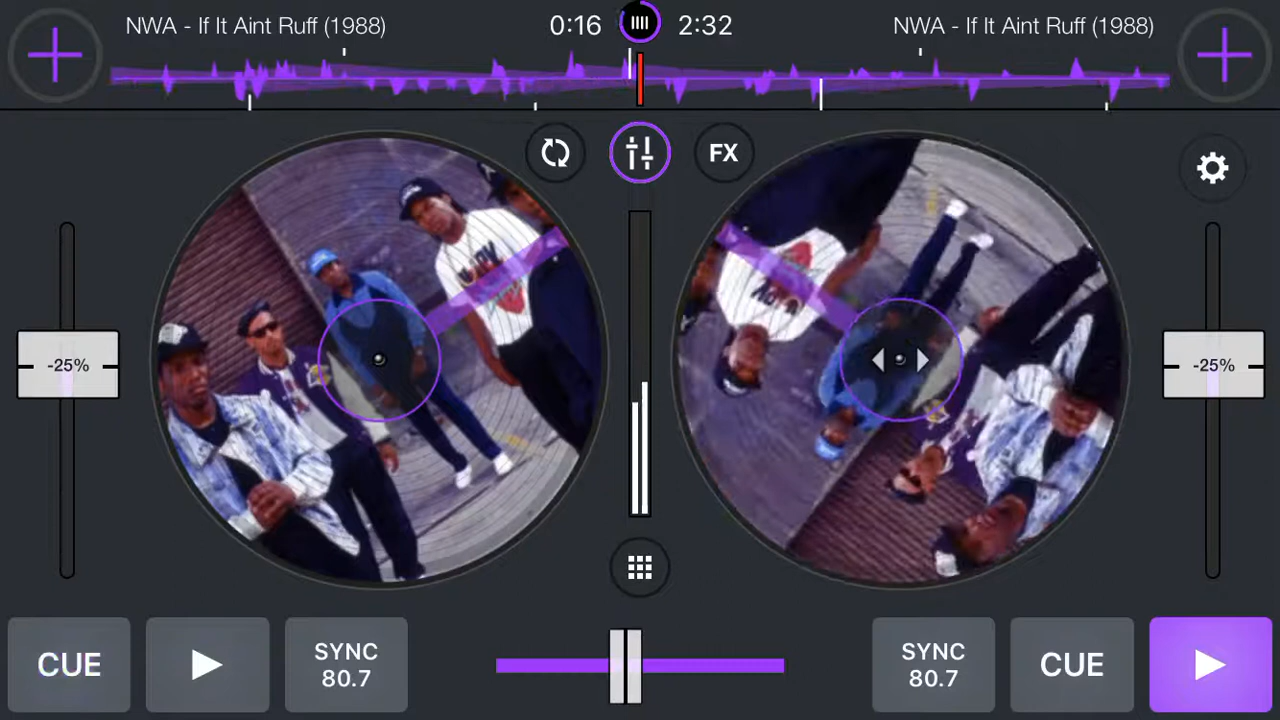 NWA - If It Aint Ruff (1988)
0:16
2:32
NWA - If It Aint Ruff (1988)
FX
-25%
-25%
CUE
SYNC
80.7
SYNC
80.7
CUE